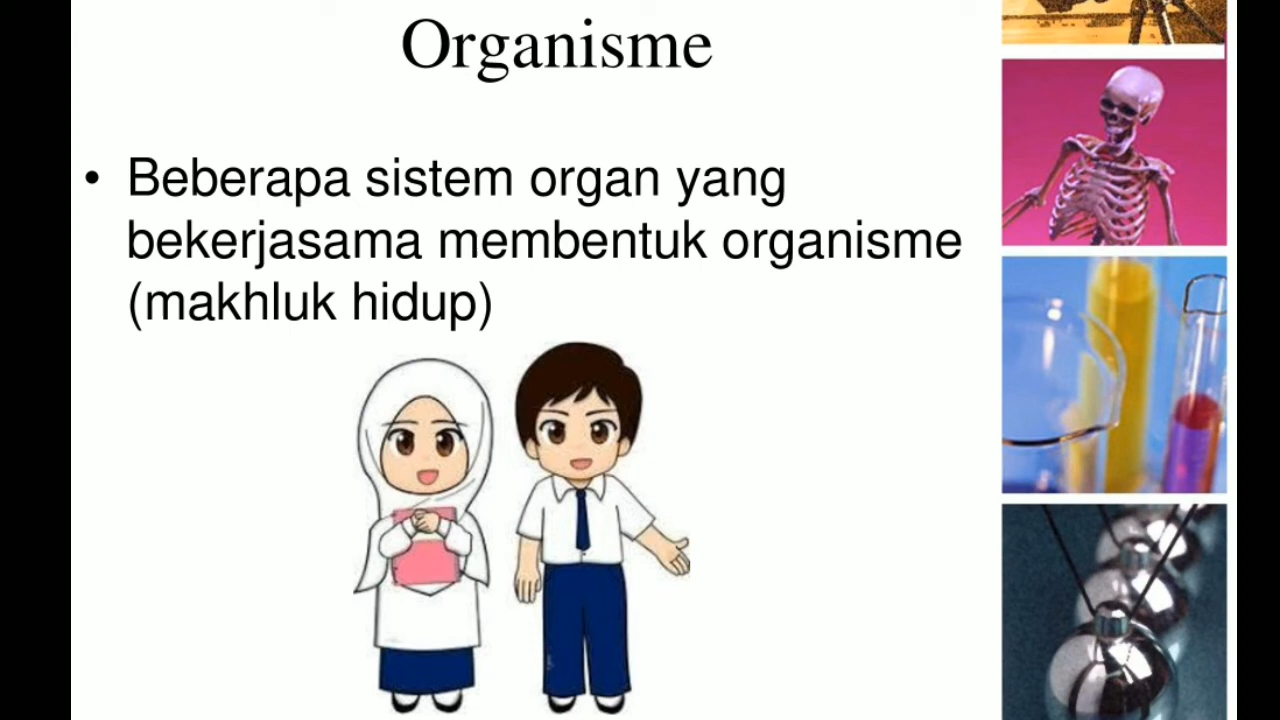 Organisme
• Beberapa sistem organ yang
bekerjasama membentuk organisme
(makhluk hidup)